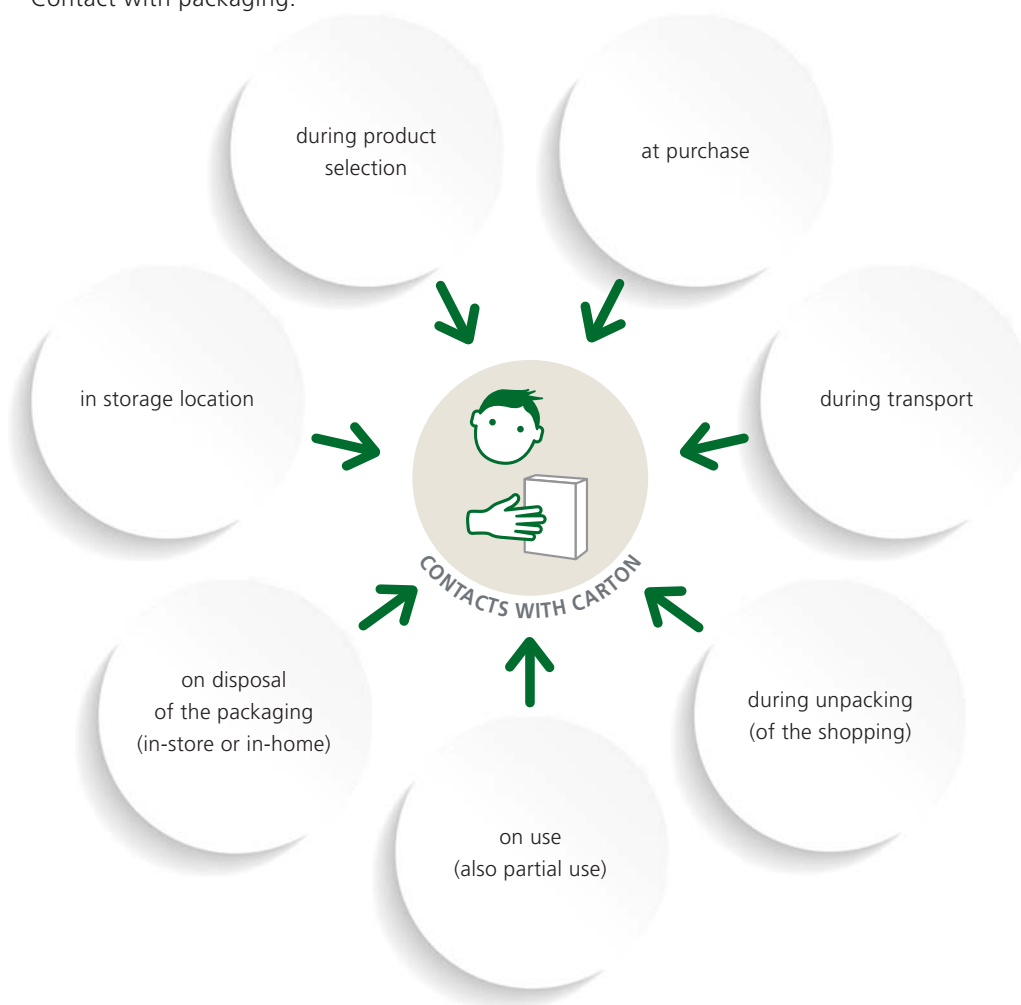 Contact with packaging:
during product
selection
at purchase
in storage location
during transport
CONTACTS WITH CARTON
on disposal
of the packaging
(in-store or in-home)
during unpacking
(of the shopping)
on use
(also partial use)